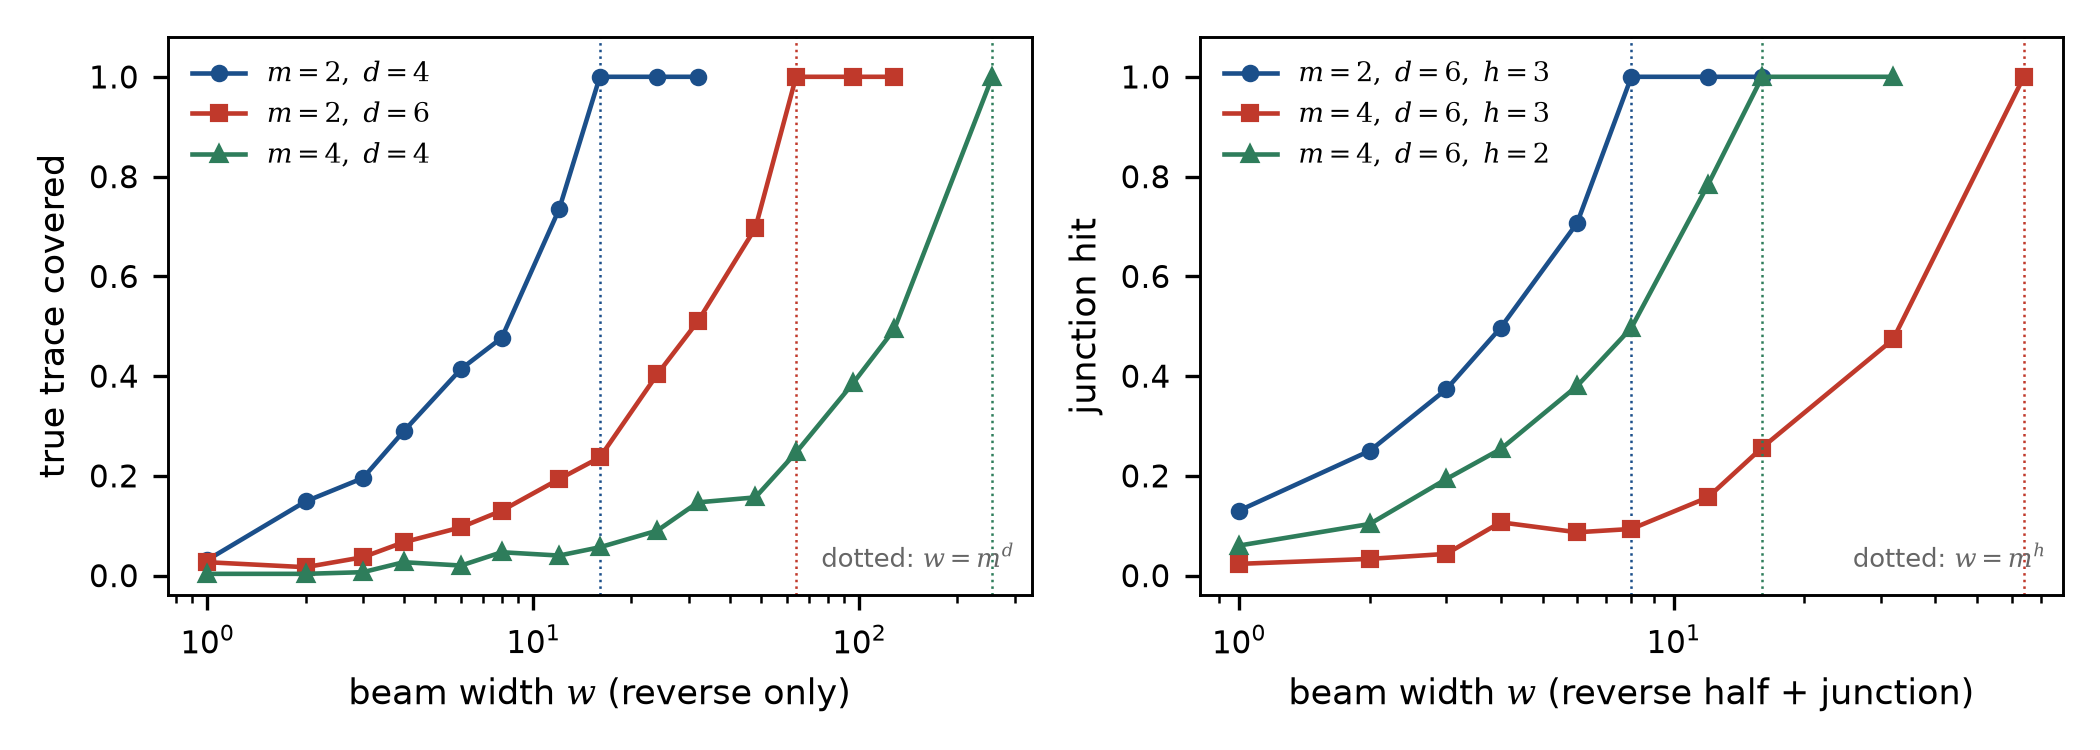 true trace covered
1.0
0.8
0.6
0.4
0.2
0.0
m = 2, d = 4
m = 2, d = 6
m = 4, d = 4
dotted: w = m^d
10^0
10^1
10^2
beam width w (reverse only)
junction hit
1.0
0.8
0.6
0.4
0.2
0.0
m = 2, d = 6, h = 3
m = 4, d = 6, h = 3
m = 4, d = 6, h = 2
dotted: w = m^h
10^0
10^1
beam width w (reverse half + junction)